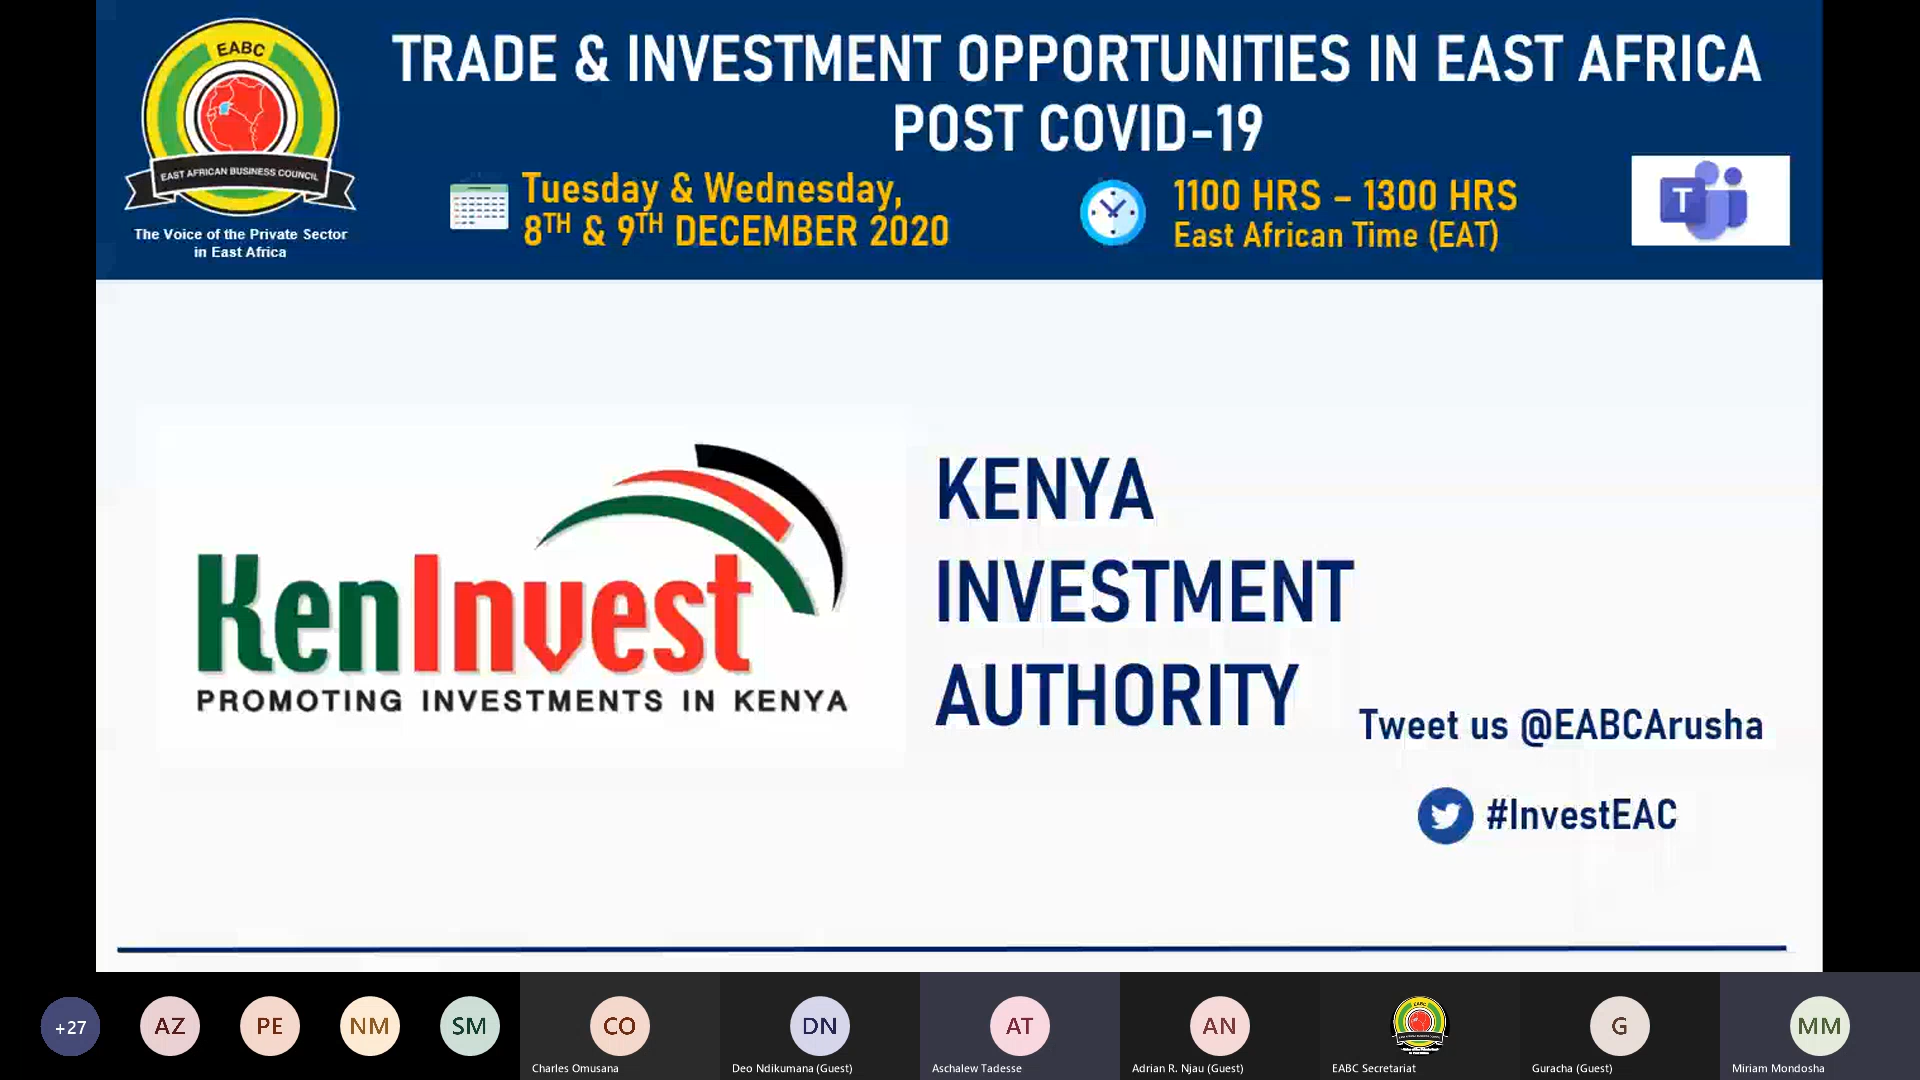 EABC
EAST AFRICAN BUSINESS COUNCIL
The Voice of the Private Sector
in East Africa
TRADE & INVESTMENT OPPORTUNITIES IN EAST AFRICA
POST COVID-19
Tuesday & Wednesday,
8TH & 9TH DECEMBER 2020
1100 HRS – 1300 HRS
East African Time (EAT)
T
KenInvest
PROMOTING INVESTMENTS IN KENYA
KENYA
INVESTMENT
AUTHORITY
Tweet us @EABCArusha
#InvestEAC
+27
AZ
PE
NM
SM
CO
Charles Omusana
DN
Deo Ndikumana (Guest)
AT
Aschalew Tadesse
AN
Adrian R. Njau (Guest)
EABC Secretariat
G
Guracha (Guest)
MM
Miriam Mondosha